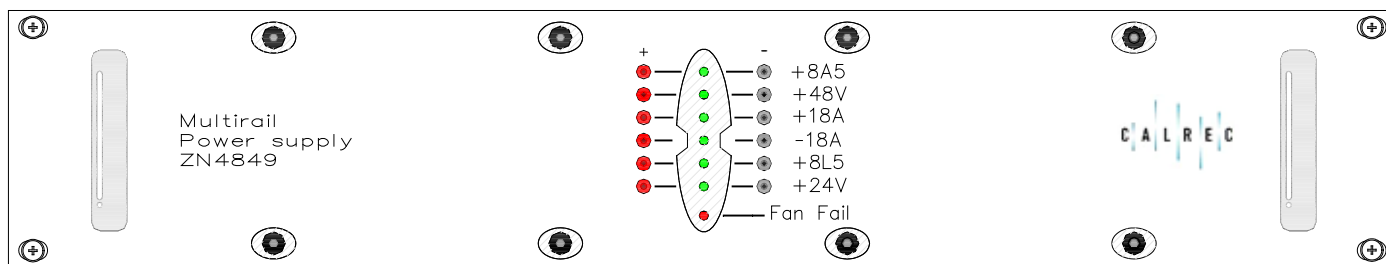 + -
+8A5
+48V
+18A
-18A
+8L5
+24V
Fan Fail
Multirail
Power supply
ZN4849
CALREC